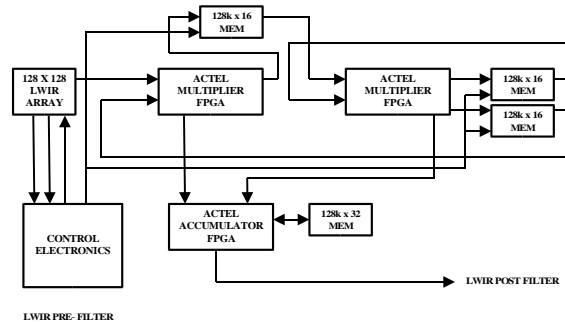 128k x 16
MEM
128 X 128
LWIR
ARRAY
ACTEL
MULTIPLIER
FPGA
ACTEL
MULTIPLIER
FPGA
128k x 16
MEM
128k x 16
MEM
CONTROL
ELECTRONICS
ACTEL
ACCUMULATOR
FPGA
128k x 32
MEM
LWIR POST FILTER
LWIR PRE- FILTER